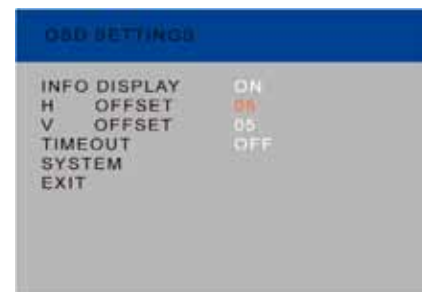 OSD SETTINGS
INFO DISPLAY ON
H OFFSET 05
V OFFSET 05
TIMEOUT OFF
SYSTEM
EXIT